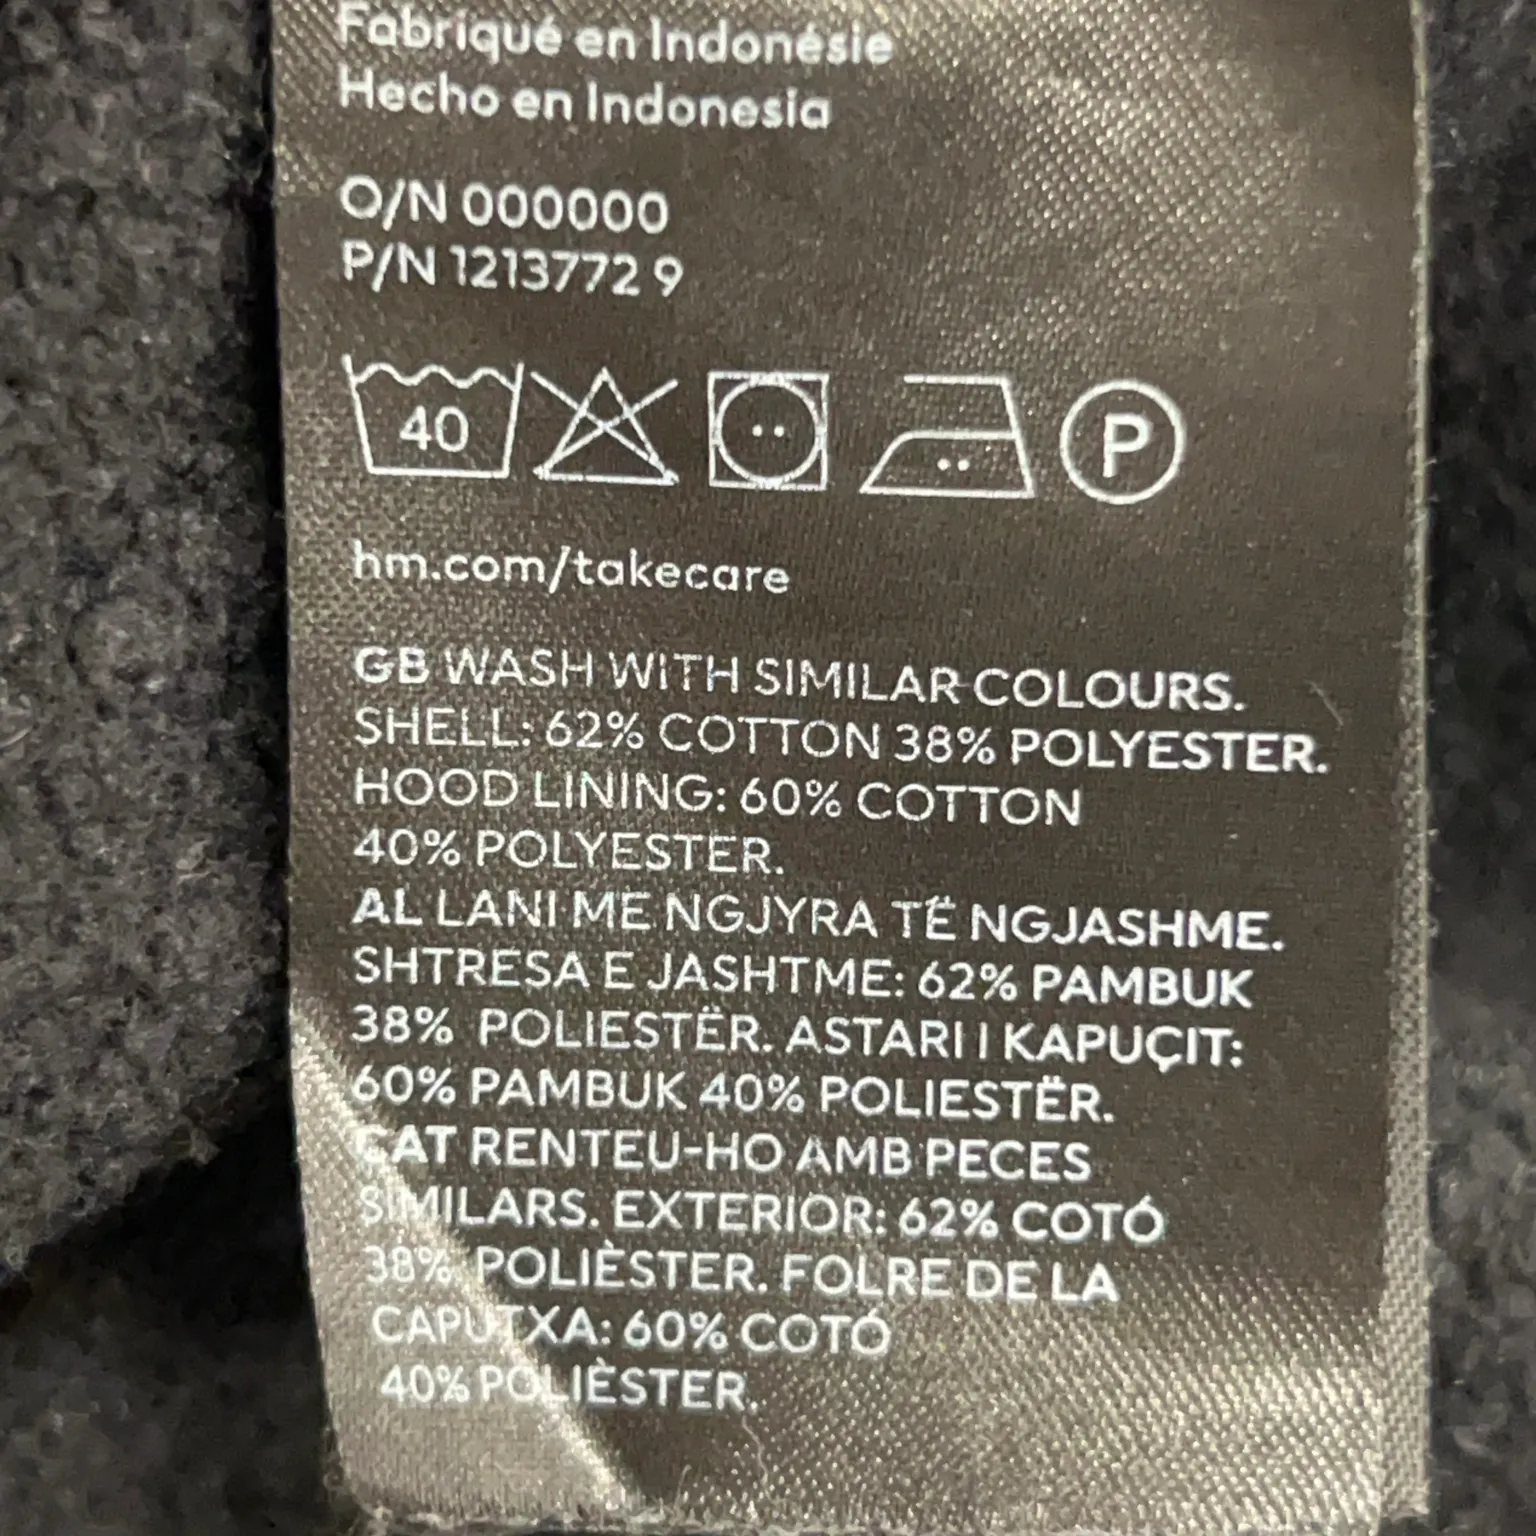 Fabriqué en Indonésie
Hecho en Indonesia
O/N 000000
P/N 1213772 9
40 P
hm.com/takecare
GB WASH WITH SIMILAR COLOURS.
SHELL: 62% COTTON 38% POLYESTER.
HOOD LINING: 60% COTTON
40% POLYESTER.
AL LANI ME NGJYRA TË NGJASHME.
SHTRESA E JASHTME: 62% PAMBUK
38% POLIESTËR. ASTARI I KAPUÇIT:
60% PAMBUK 40% POLIESTËR.
CAT RENTEU-HO AMB PECES
SIMILARS. EXTERIOR: 62% COTÓ
38% POLIÈSTER. FOLRE DE LA
CAPUTXA: 60% COTÓ
40% POLIÈSTER.